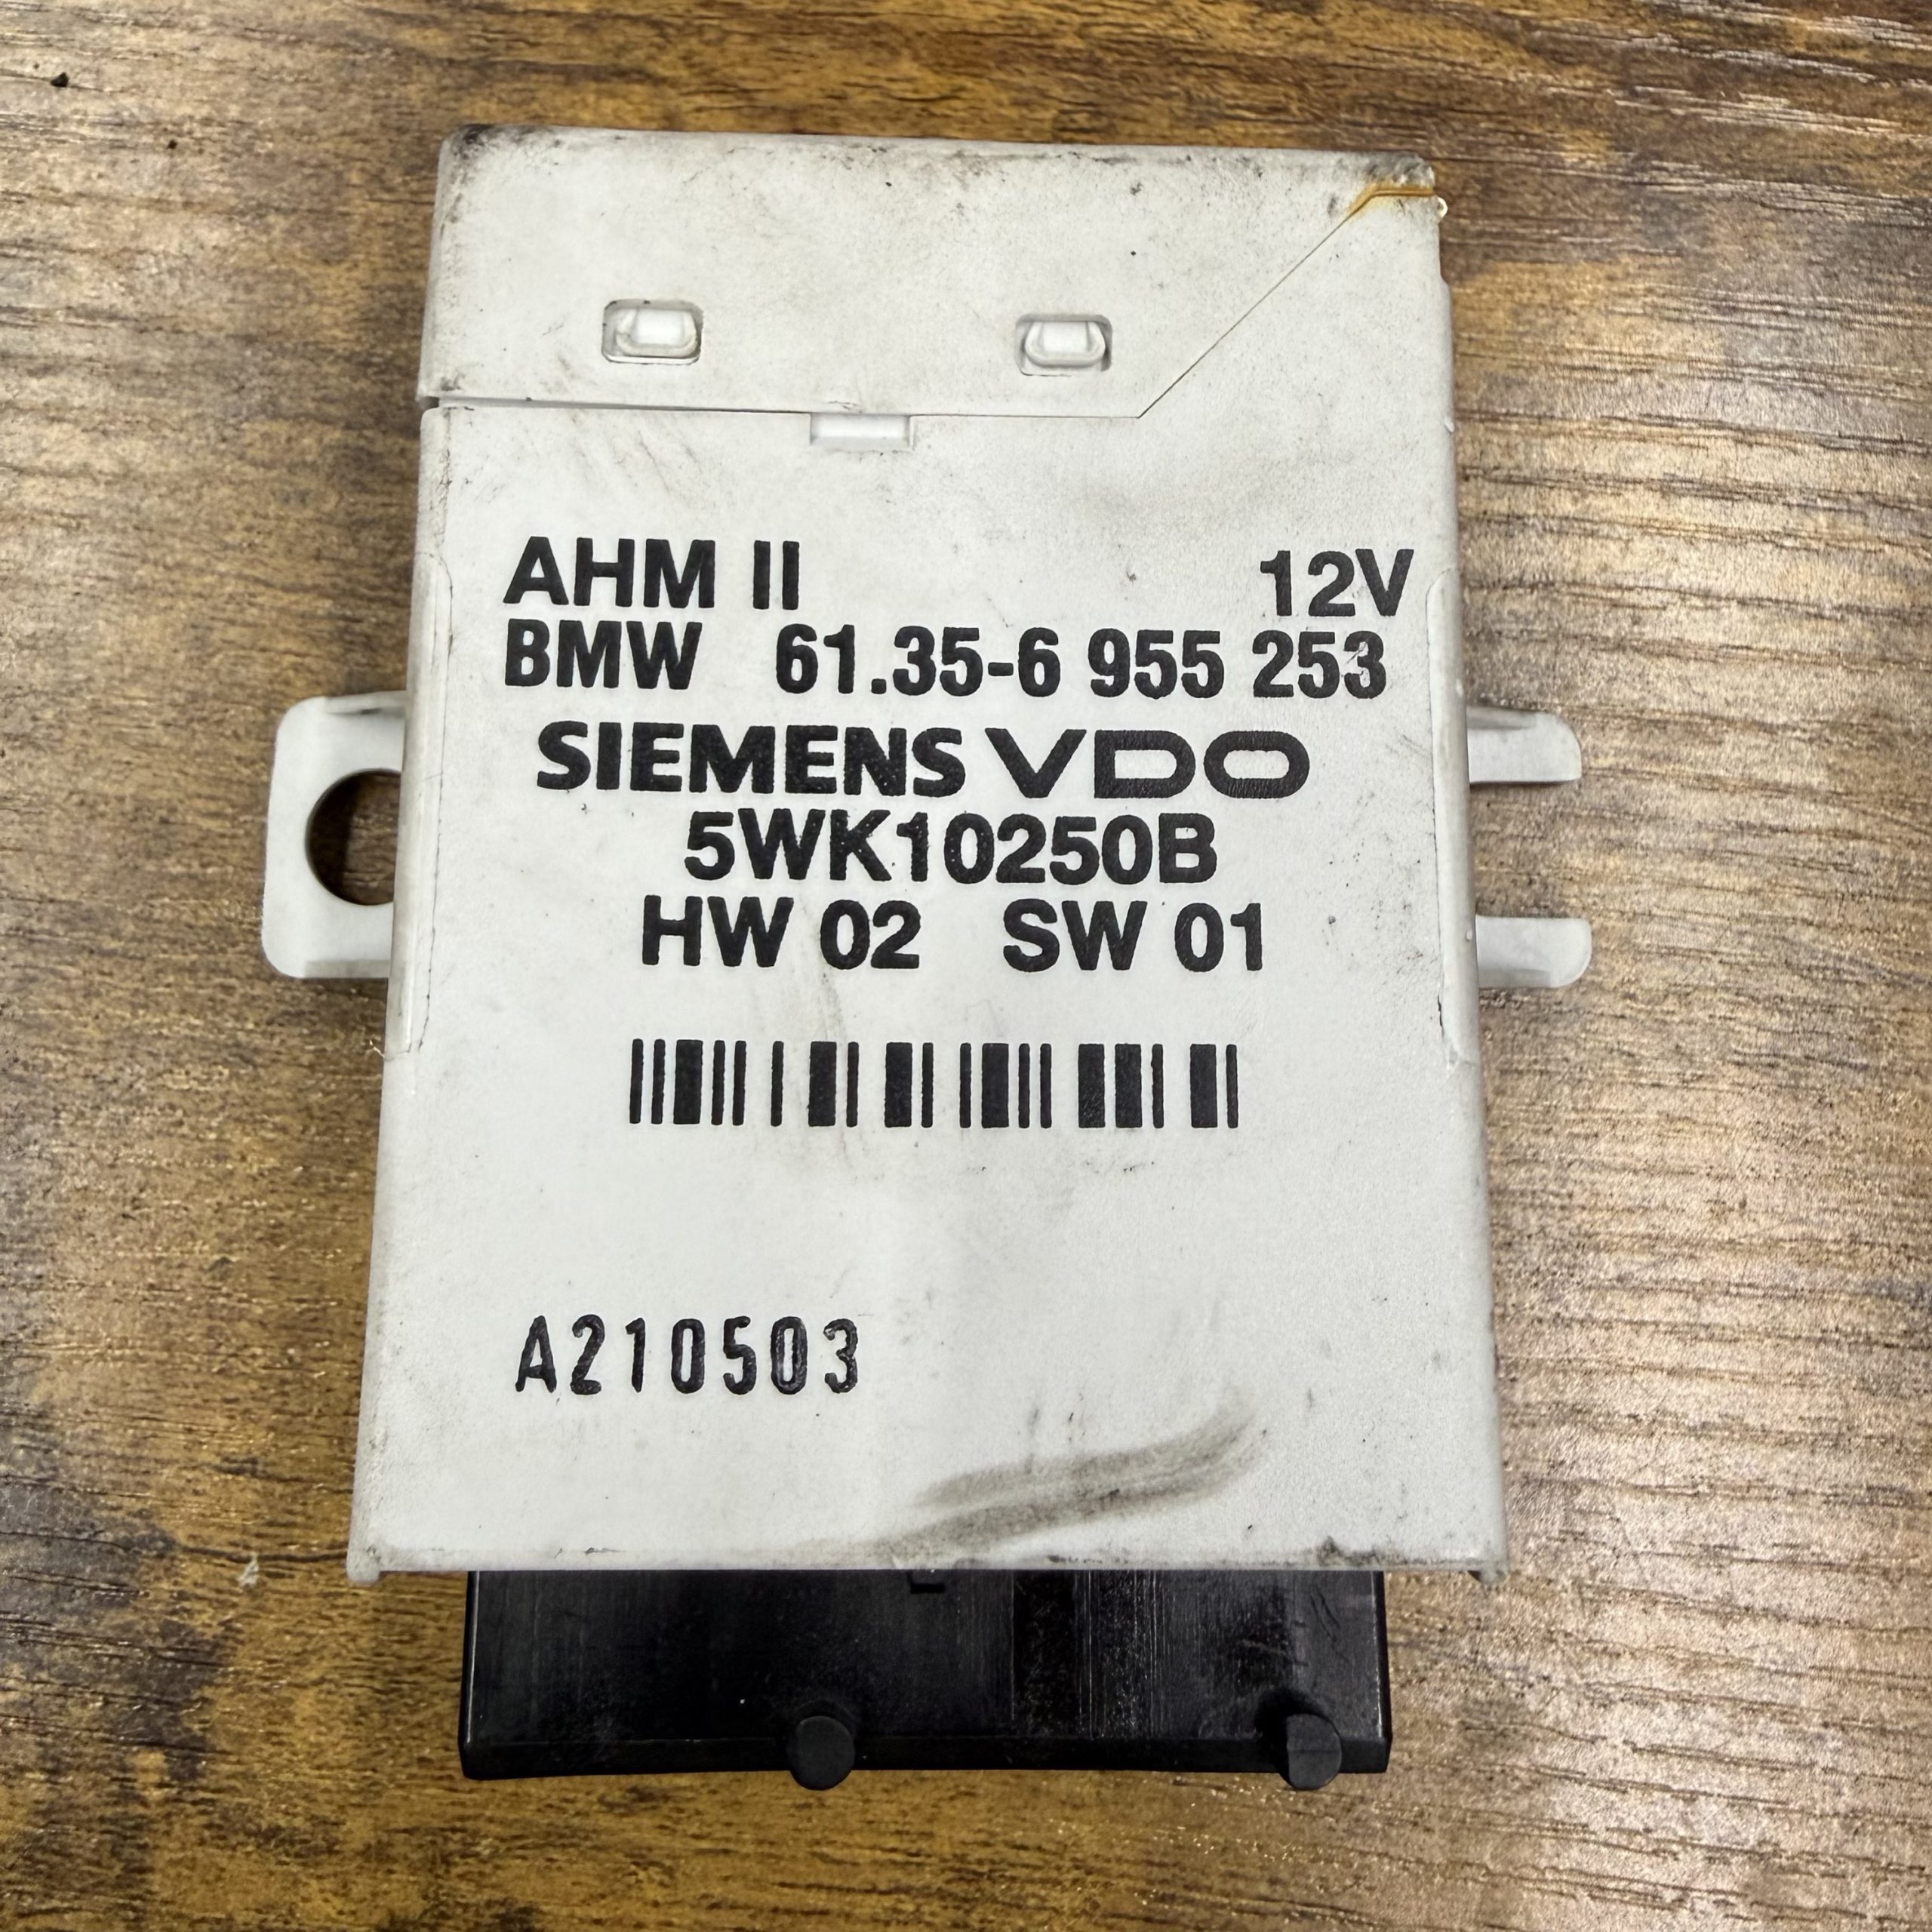 AHM II 12V
BMW 61.35-6 955 253
SIEMENS VDO
5WK10250B
HW 02 SW 01
A210503